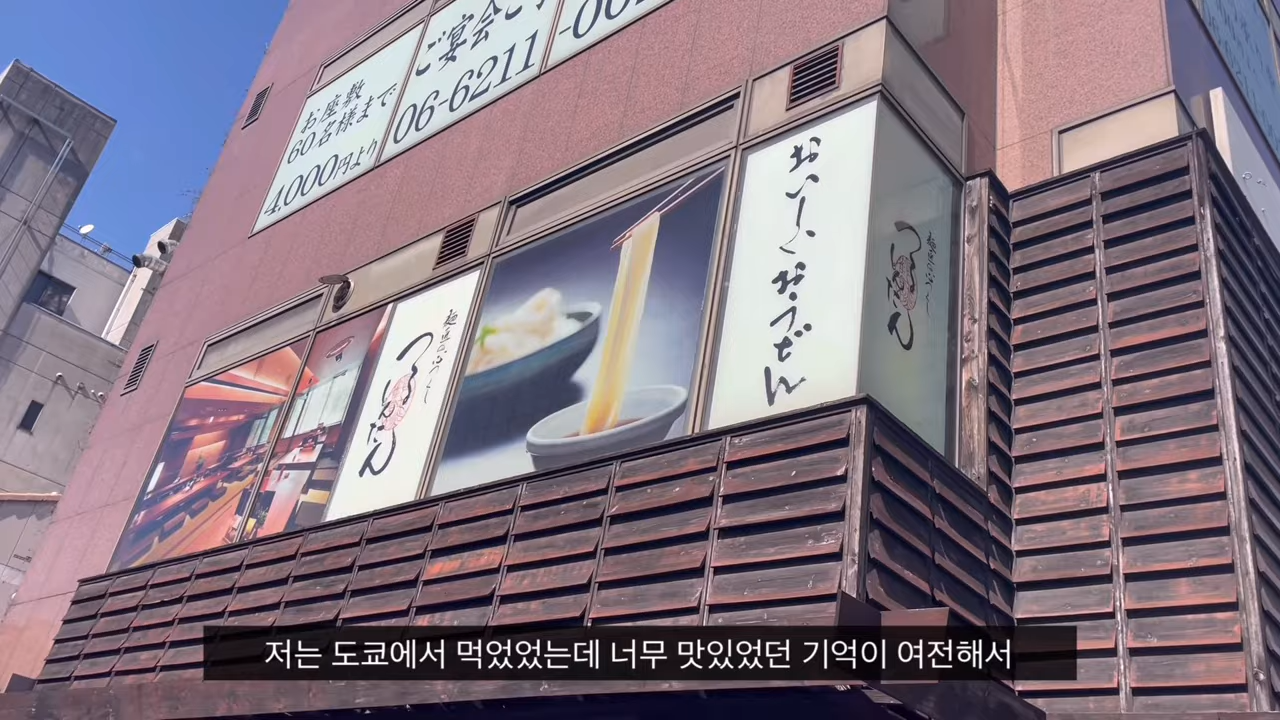 お座敷
60名様まで
4,000円より
ご宴会ご
06-6211
おいしいおうどん
麺匠の心つくし
つるとんたん
つるとんたん
저는 도쿄에서 먹었었는데 너무 맛있었던 기억이 여전해서